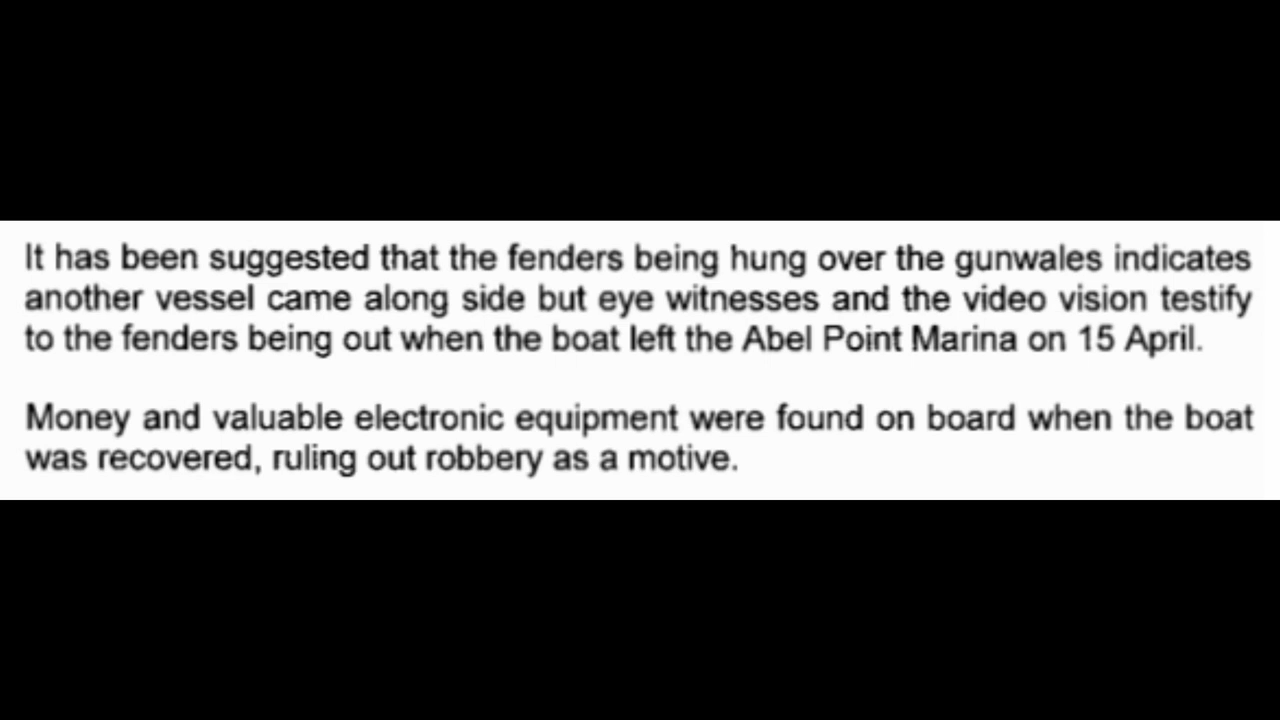 It has been suggested that the fenders being hung over the gunwales indicates
another vessel came along side but eye witnesses and the video vision testify
to the fenders being out when the boat left the Abel Point Marina on 15 April.
Money and valuable electronic equipment were found on board when the boat
was recovered, ruling out robbery as a motive.